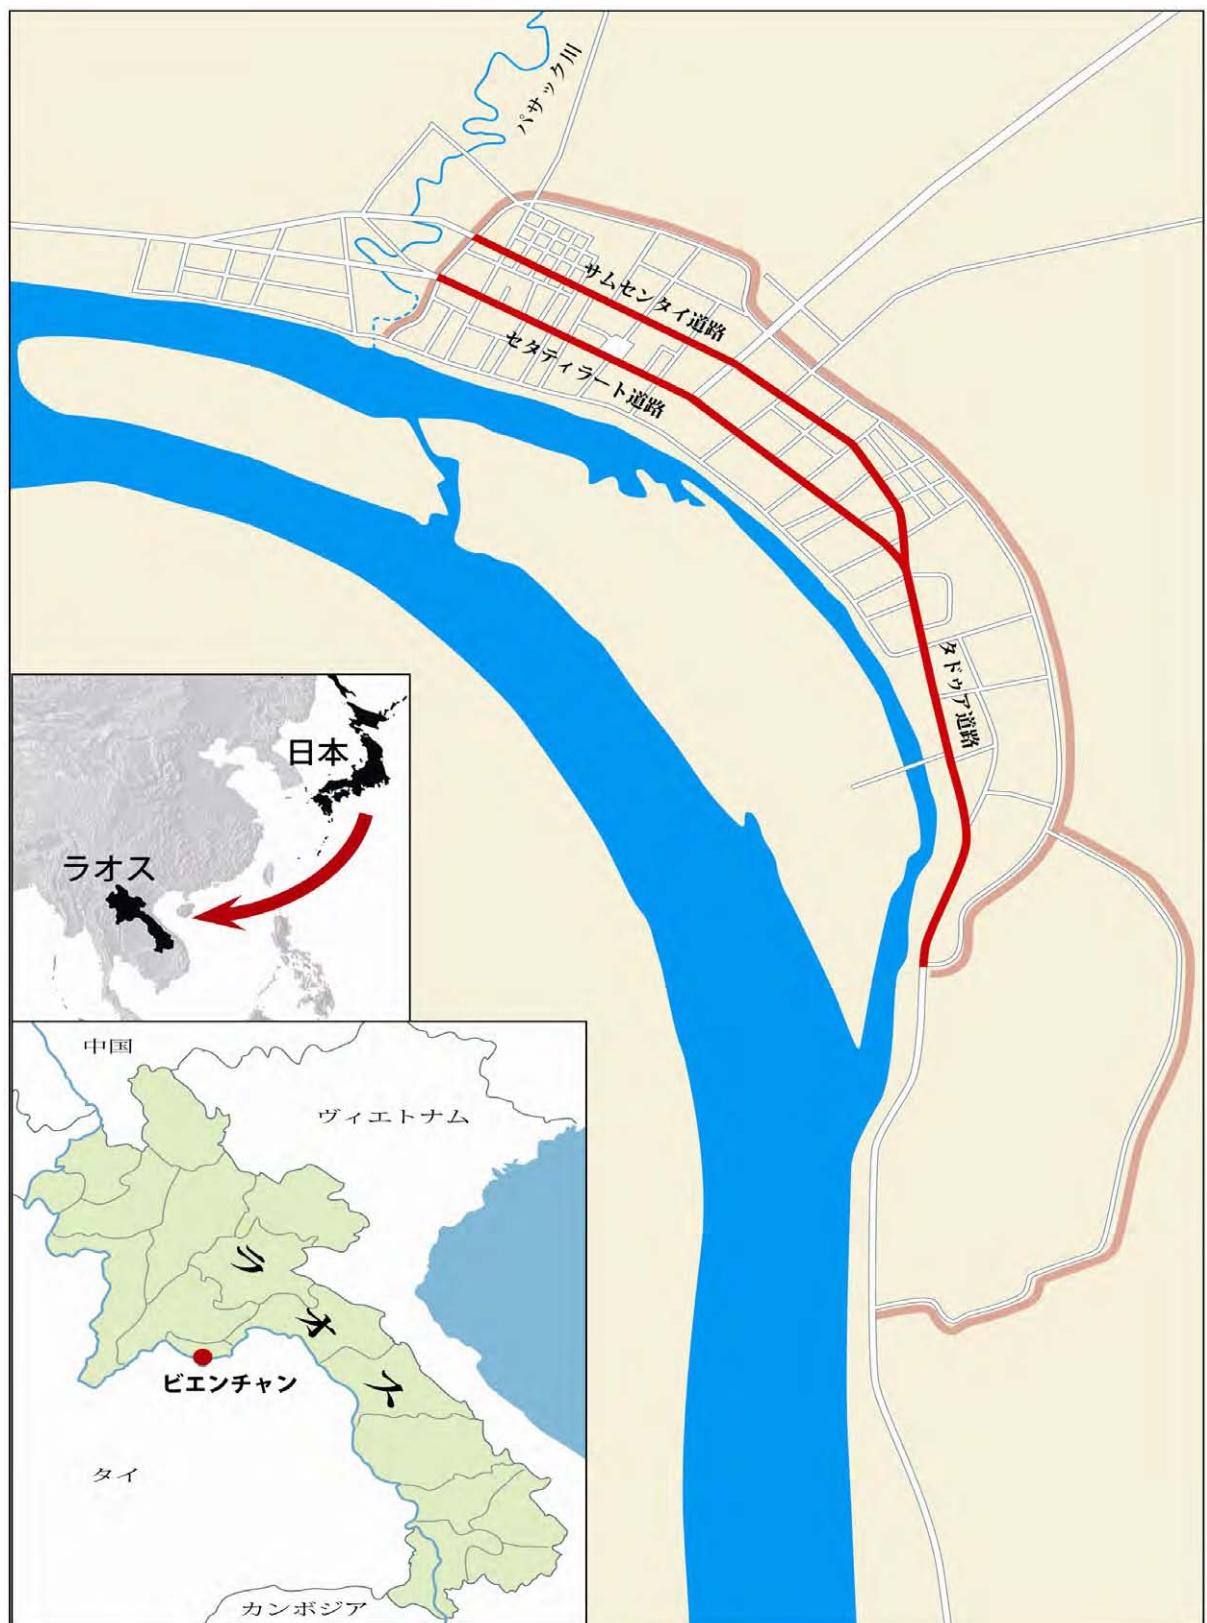 パサック川
サムセンタイ道路
セタティラート道路
タドゥア道路
日本
ラオス
中国
ヴィエトナム
ラオス
ビエンチャン
タイ
カンボジア